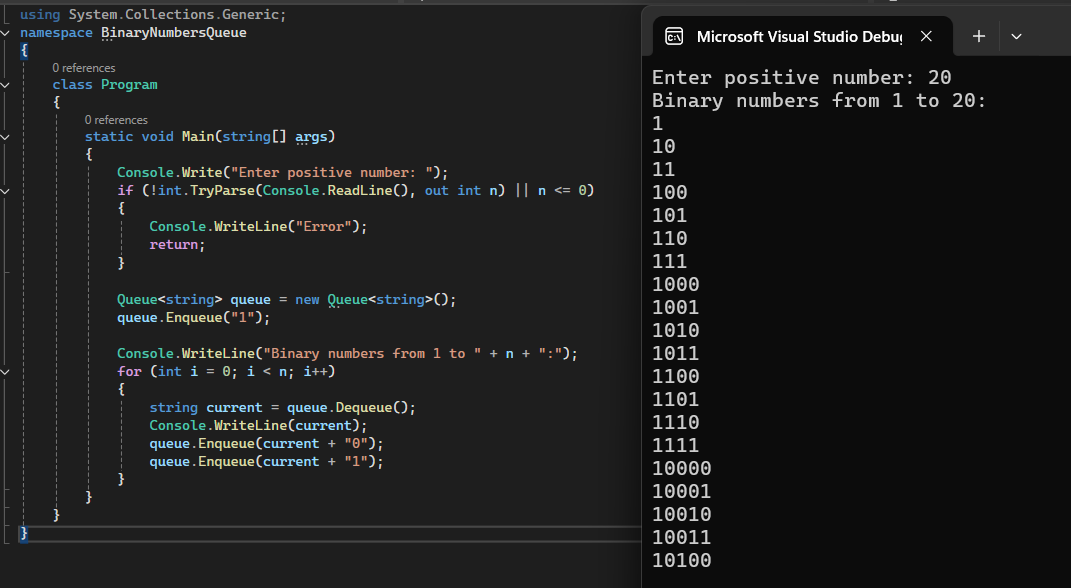 using System.Collections.Generic;
namespace BinaryNumbersQueue
{
0 references
class Program
{
0 references
static void Main(string[] args)
{
Console.Write("Enter positive number: ");
if (!int.TryParse(Console.ReadLine(), out int n) || n <= 0)
{
Console.WriteLine("Error");
return;
}
Queue<string> queue = new Queue<string>();
queue.Enqueue("1");
Console.WriteLine("Binary numbers from 1 to " + n + ":");
for (int i = 0; i < n; i++)
{
string current = queue.Dequeue();
Console.WriteLine(current);
queue.Enqueue(current + "0");
queue.Enqueue(current + "1");
}
}
}
}
Microsoft Visual Studio Debug
Enter positive number: 20
Binary numbers from 1 to 20:
1
10
11
100
101
110
111
1000
1001
1010
1011
1100
1101
1110
1111
10000
10001
10010
10011
10100